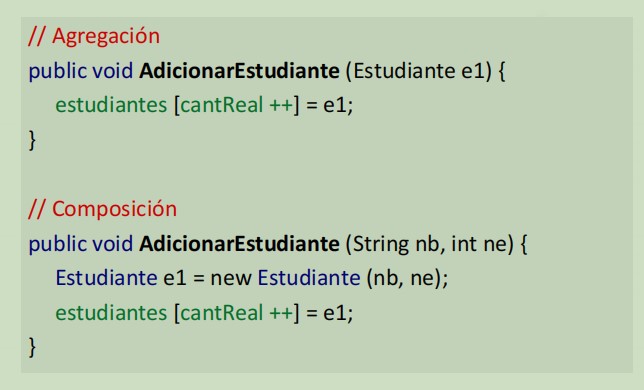 // Agregación
public void AdicionarEstudiante (Estudiante e1) {
estudiantes [cantReal ++] = e1;
}
// Composición
public void AdicionarEstudiante (String nb, int ne) {
Estudiante e1 = new Estudiante (nb, ne);
estudiantes [cantReal ++] = e1;
}